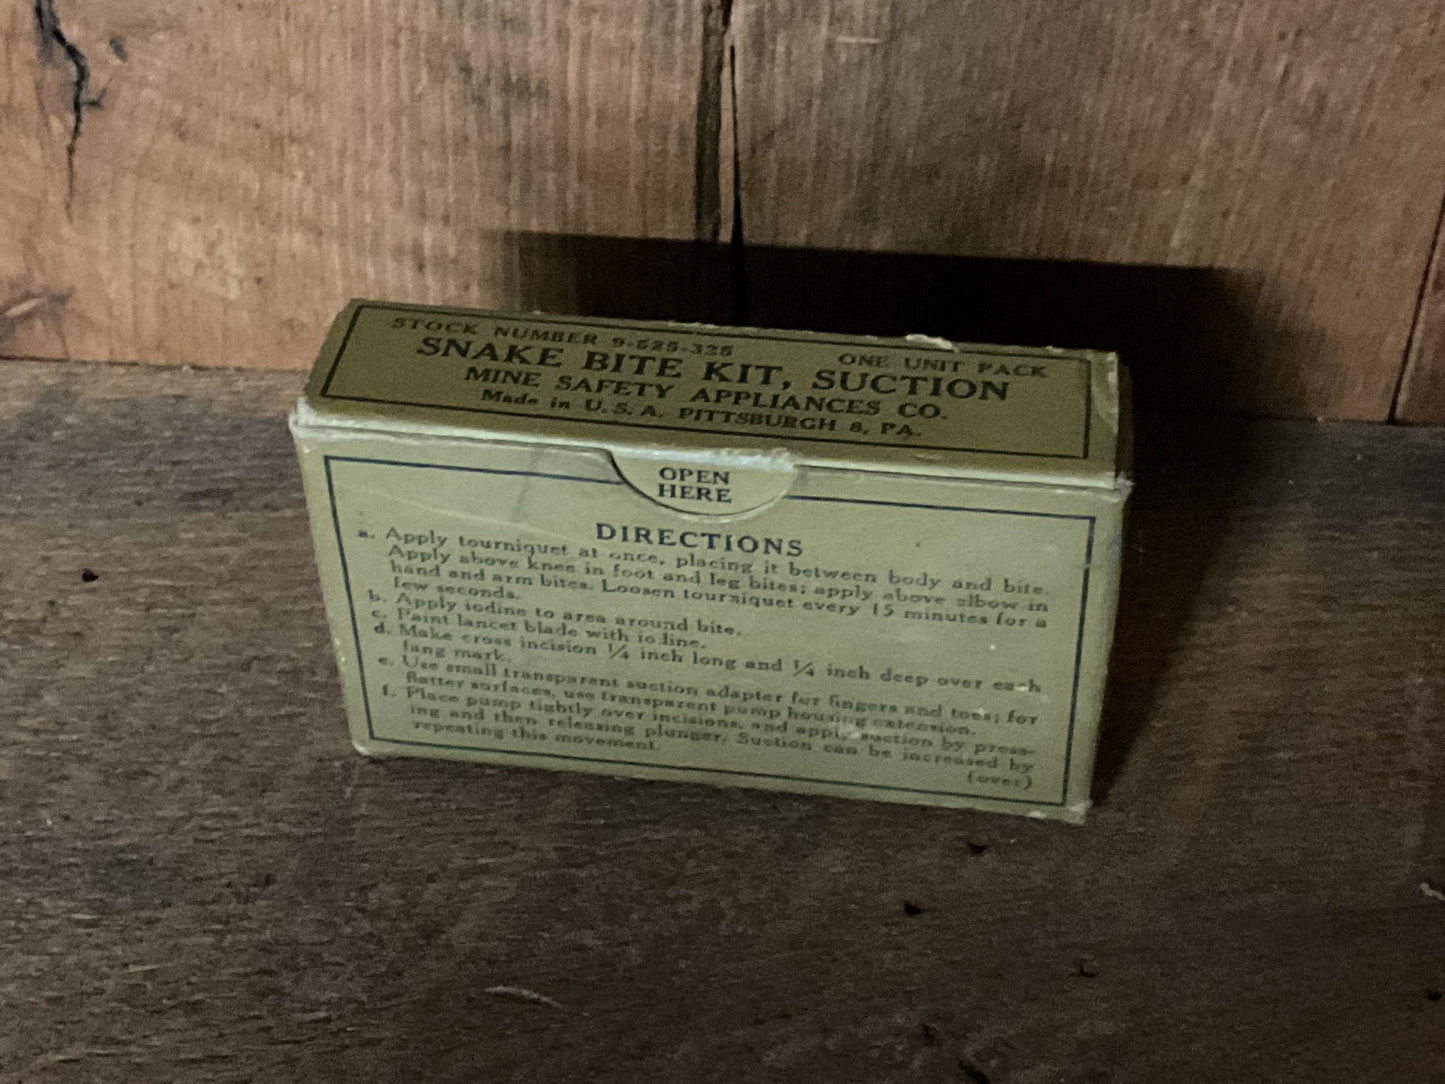 STOCK NUMBER 9-525-325 ONE UNIT PACK
SNAKE BITE KIT, SUCTION
MINE SAFETY APPLIANCES CO.
Made in U.S.A. PITTSBURGH 8, PA.
OPEN
HERE
DIRECTIONS
a. Apply tourniquet at once, placing it between body and bite.
Apply above knee in foot and leg bites; apply above elbow in
hand and arm bites. Loosen tourniquet every 15 minutes for a
few seconds.
b. Apply iodine to area around bite.
c. Paint lancet blade with iodine.
d. Make cross incision 1/4 inch long and 1/4 inch deep over each
fang mark.
e. Use small transparent suction adapter for fingers and toes; for
flatter surfaces, use transparent pump housing extension.
f. Place pump tightly over incisions, and apply suction by press-
ing and then releasing plunger. Suction can be increased by
repeating this movement.
(over)